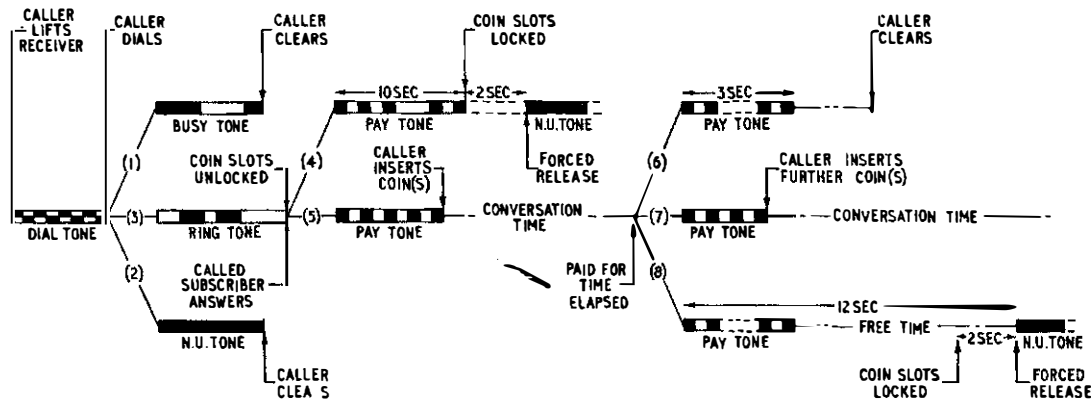 CALLER
LIFTS
RECEIVER
CALLER
DIALS
CALLER
CLEARS
COIN SLOTS
LOCKED
CALLER
CLEARS
10SEC
2SEC
3SEC
BUSY TONE
PAY TONE
N.U.TONE
PAY TONE
(1)
COIN SLOTS
UNLOCKED
(4)
CALLER
INSERTS
COIN(S)
FORCED
RELEASE
(6)
CALLER INSERTS
FURTHER COIN(S)
DIAL TONE
(3)
RING TONE
(5)
PAY TONE
CONVERSATION
TIME
(7)
PAY TONE
CONVERSATION TIME
(2)
CALLED
SUBSCRIBER
ANSWERS
PAID FOR
TIME
ELAPSED
(8)
12SEC
N.U.TONE
PAY TONE
FREE TIME
2SEC
N.U.TONE
CALLER
CLEA S
COIN SLOTS
LOCKED
FORCED
RELEASE